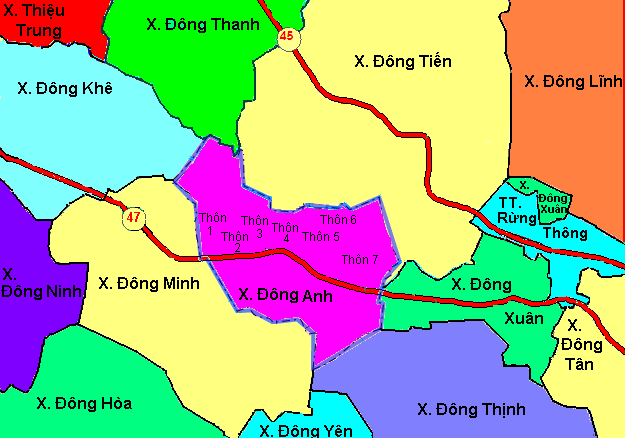 X. Thiệu
Trung
X. Đông Thanh
45
X. Đông Tiến
X. Đông Lĩnh
X. Đông Khê
X.
Đông
Xuân
TT.
Rừng
Thông
47
Thôn
1
Thôn
2
Thôn
3
Thôn
4
Thôn 5
Thôn 6
Thôn 7
X.
Đông Ninh
X. Đông Minh
X. Đông Anh
X. Đông
Xuân
X.
Đông
Tân
X. Đông Hòa
X. Đông Yên
X. Đông Thịnh